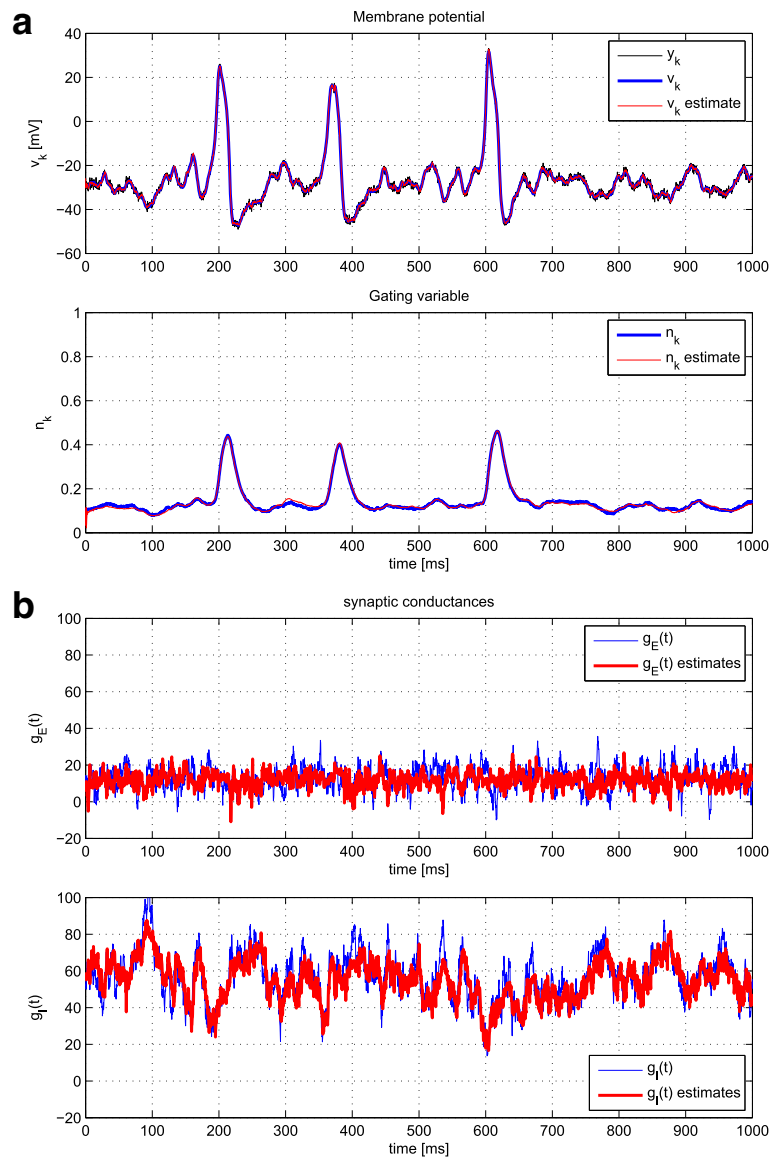 a
Membrane potential
40
20
0
−20
−40
−60
v_k [mV]
y_k
v_k
v_k estimate
0 100 200 300 400 500 600 700 800 900 1000
Gating variable
1
0.8
0.6
0.4
0.2
0
n_k
n_k
n_k estimate
0 100 200 300 400 500 600 700 800 900 1000
time [ms]
b
synaptic conductances
100
80
60
40
20
0
−20
g_E(t)
g_E(t)
g_E(t) estimates
0 100 200 300 400 500 600 700 800 900 1000
time [ms]
100
80
60
40
20
0
−20
g_I(t)
g_I(t)
g_I(t) estimates
0 100 200 300 400 500 600 700 800 900 1000
time [ms]